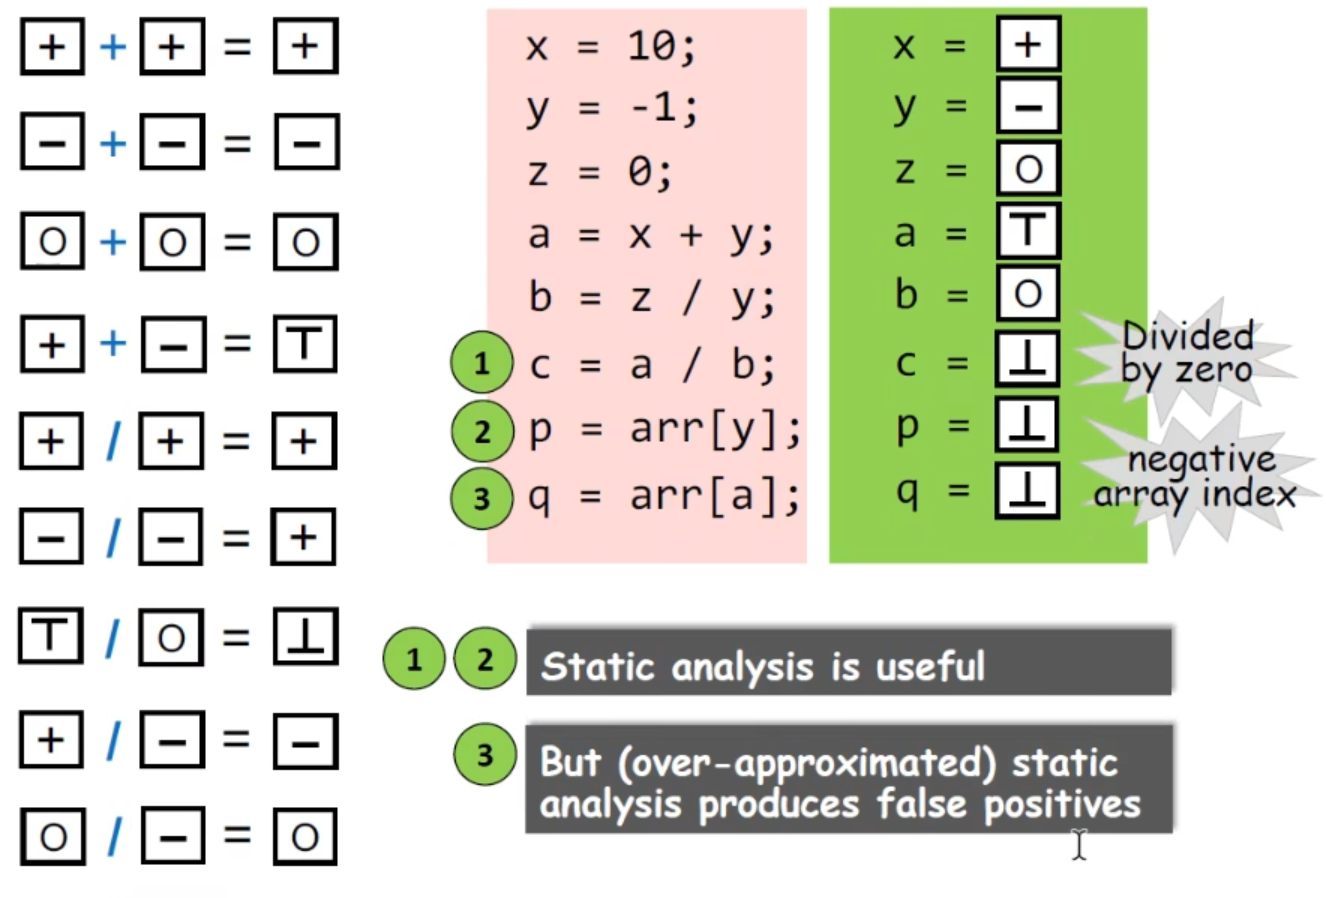 + + + = +
− + − = −
O + O = O
+ + − = ⊤
+ / + = +
− / − = +
⊤ / O = ⊥
+ / − = −
O / − = O
x = 10;
y = -1;
z = 0;
a = x + y;
b = z / y;
1 c = a / b;
2 p = arr[y];
3 q = arr[a];
x = +
y = −
z = O
a = ⊤
b = O
c = ⊥
p = ⊥
q = ⊥
Divided
by zero
negative
array index
1 2 Static analysis is useful
3 But (over-approximated) static
analysis produces false positives